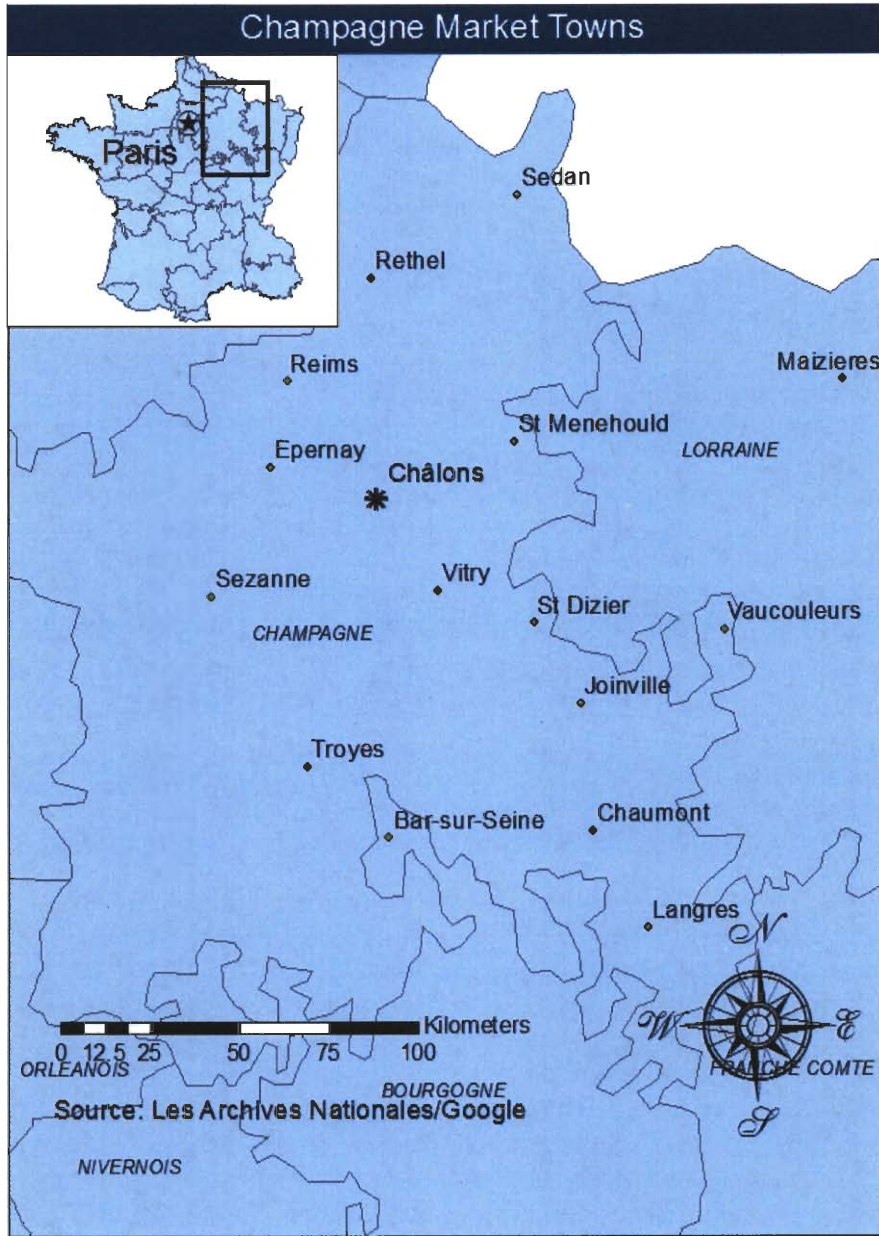 Champagne Market Towns
Paris
Sedan
Rethel
Reims
Maizieres
St Menehould
LORRAINE
Epernay
Châlons
Sezanne
Vitry
St Dizier
Vaucouleurs
CHAMPAGNE
Joinville
Troyes
Bar-sur-Seine
Chaumont
Langres
N
W
E
S
Kilometers
0 12.5 25 50 75 100
ORLEANOIS
BOURGOGNE
FRANCHE COMTE
Source: Les Archives Nationales/Google
NIVERNOIS